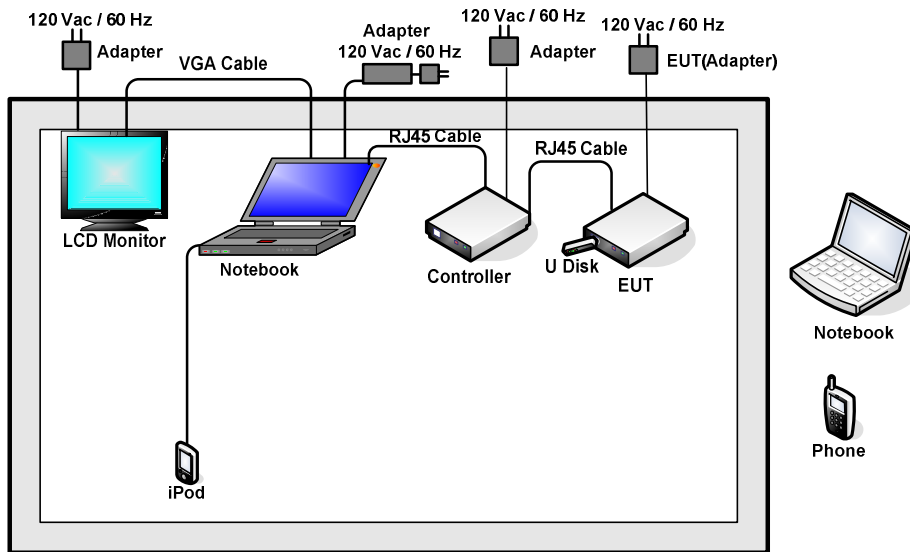 120 Vac / 60 Hz
Adapter
VGA Cable
Adapter
120 Vac / 60 Hz
120 Vac / 60 Hz
Adapter
120 Vac / 60 Hz
EUT(Adapter)
RJ45 Cable
RJ45 Cable
LCD Monitor
Notebook
Controller
U Disk
EUT
Notebook
iPod
Phone